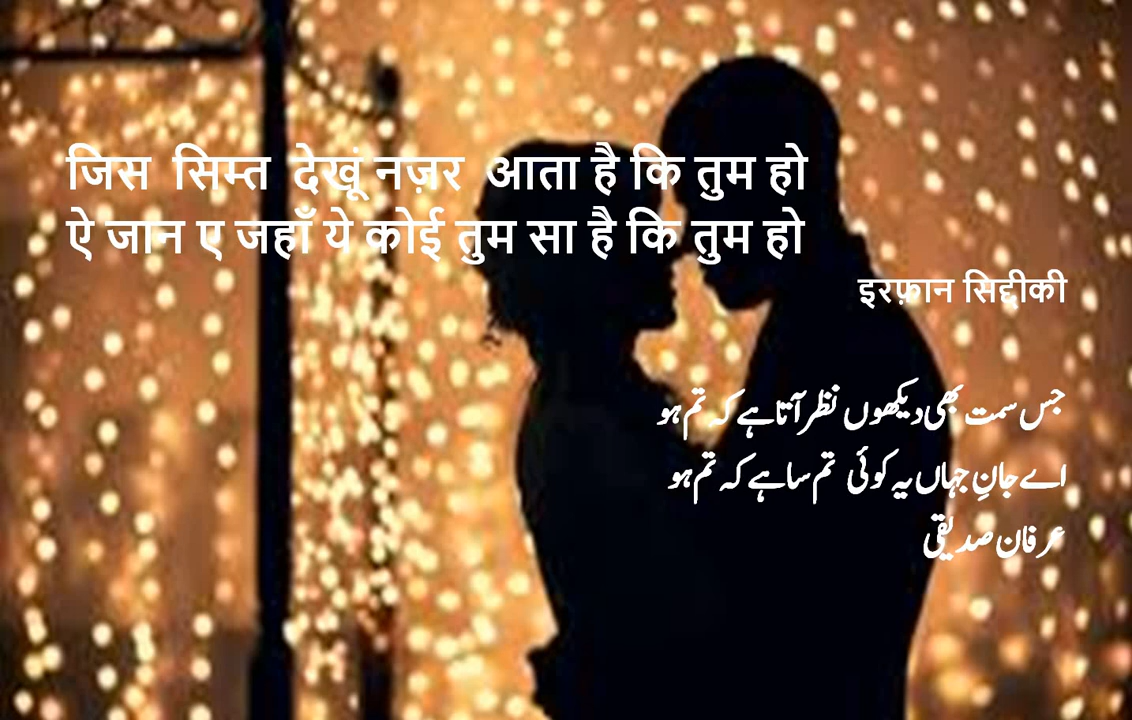 जिस सिम्त देखूं नज़र आता है कि तुम हो
ऐ जान ए जहाँ ये कोई तुम सा है कि तुम हो
इरफ़ान सिद्दीकी
جس سمت بھی دیکھوں نظر آتا ہے کہ تم ہو
اے جانِ جہاں یہ کوئی تم سا ہے کہ تم ہو
عرفان صدیقی